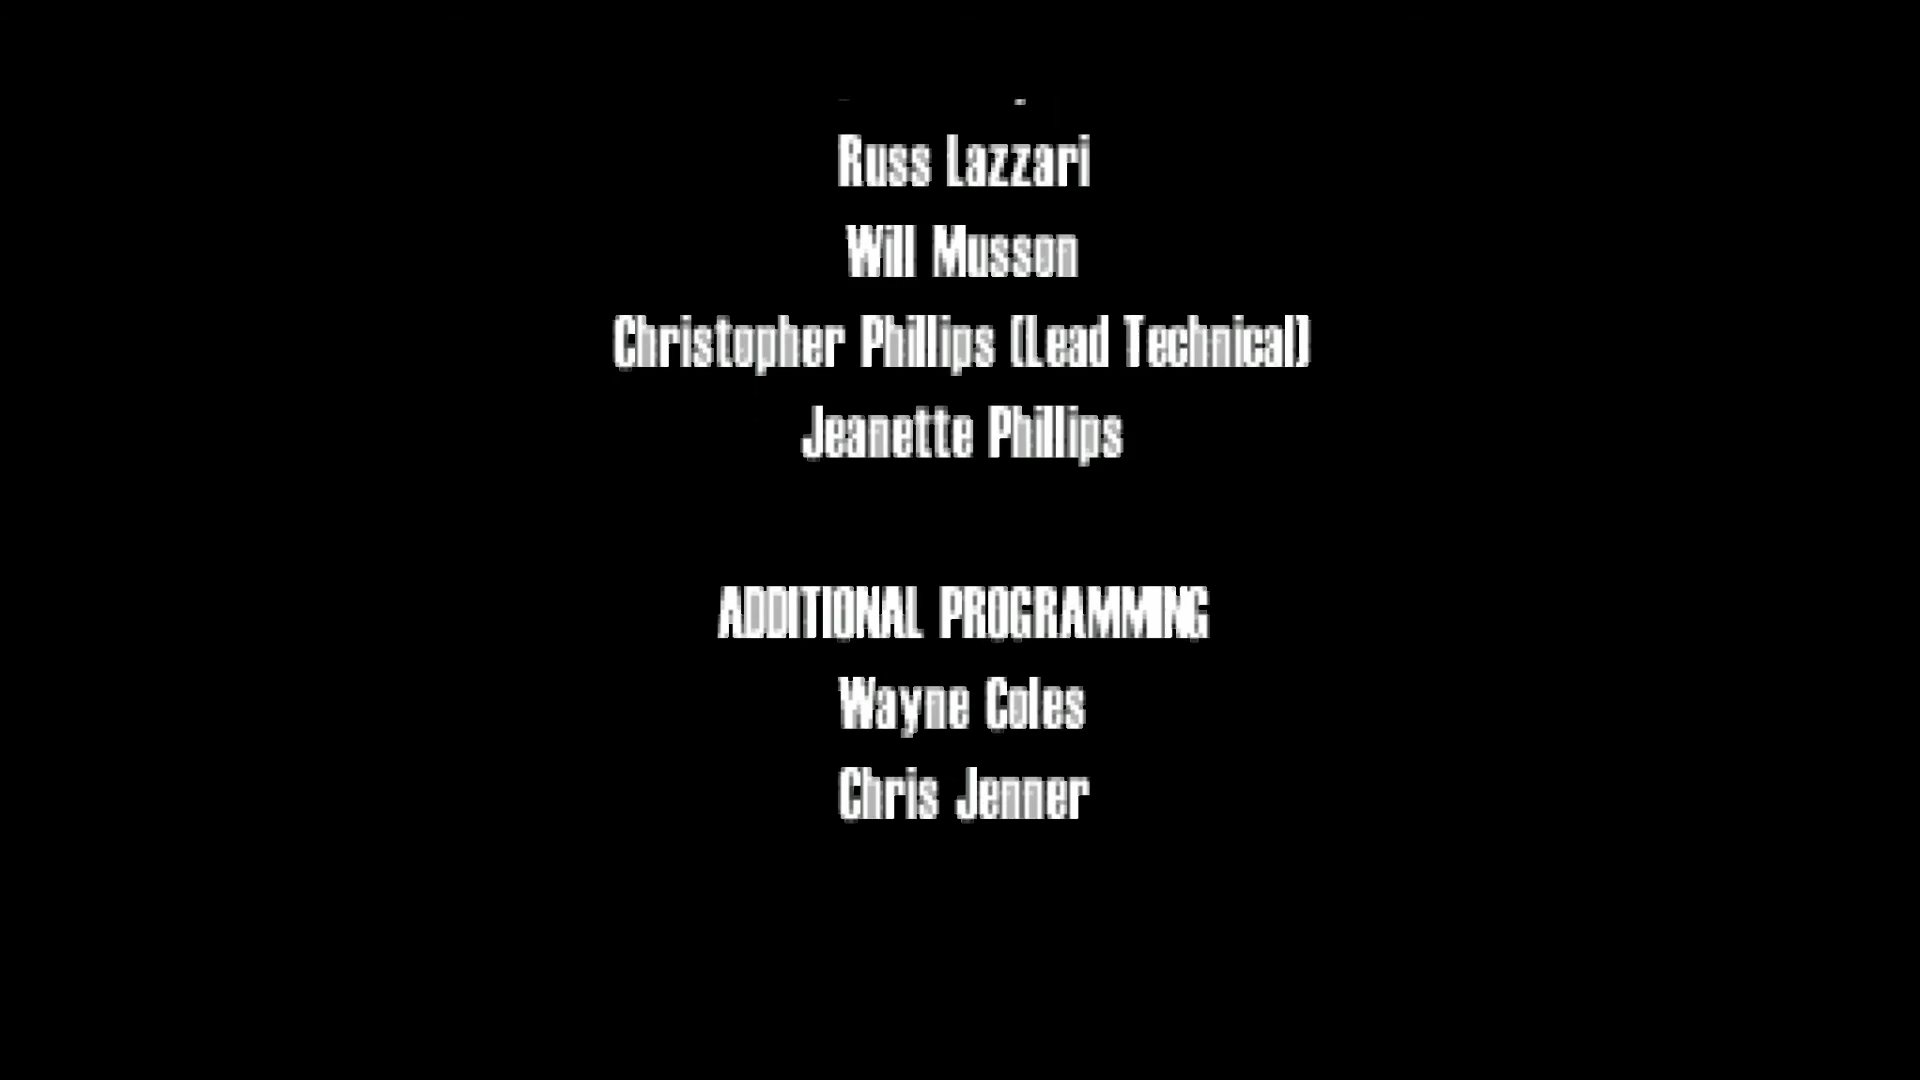 Russ Lazzari
Will Musson
Christopher Phillips (Lead Technical)
Jeanette Phillips
ADDITIONAL PROGRAMMING
Wayne Coles
Chris Jenner